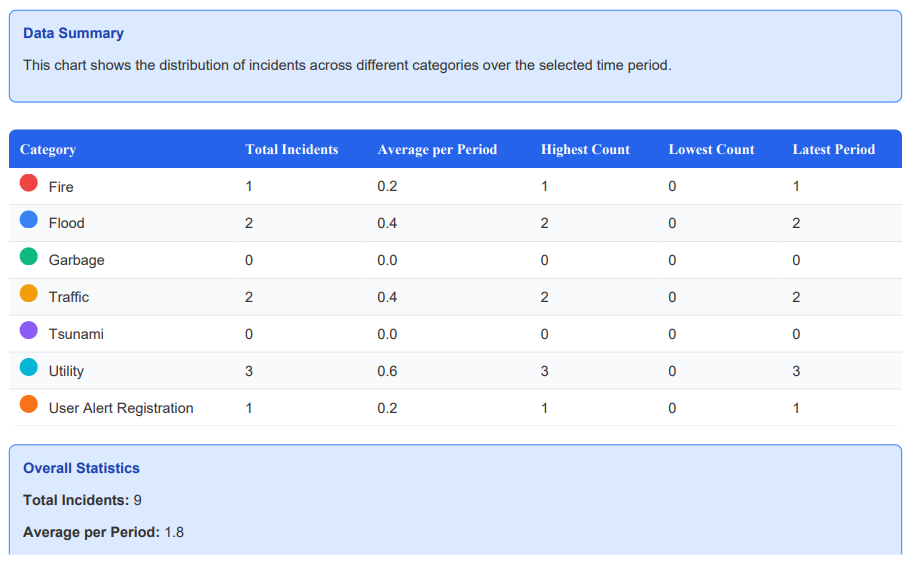 Data Summary
This chart shows the distribution of incidents across different categories over the selected time period.
Category Total Incidents Average per Period Highest Count Lowest Count Latest Period
Fire 1 0.2 1 0 1
Flood 2 0.4 2 0 2
Garbage 0 0.0 0 0 0
Traffic 2 0.4 2 0 2
Tsunami 0 0.0 0 0 0
Utility 3 0.6 3 0 3
User Alert Registration 1 0.2 1 0 1
Overall Statistics
Total Incidents: 9
Average per Period: 1.8